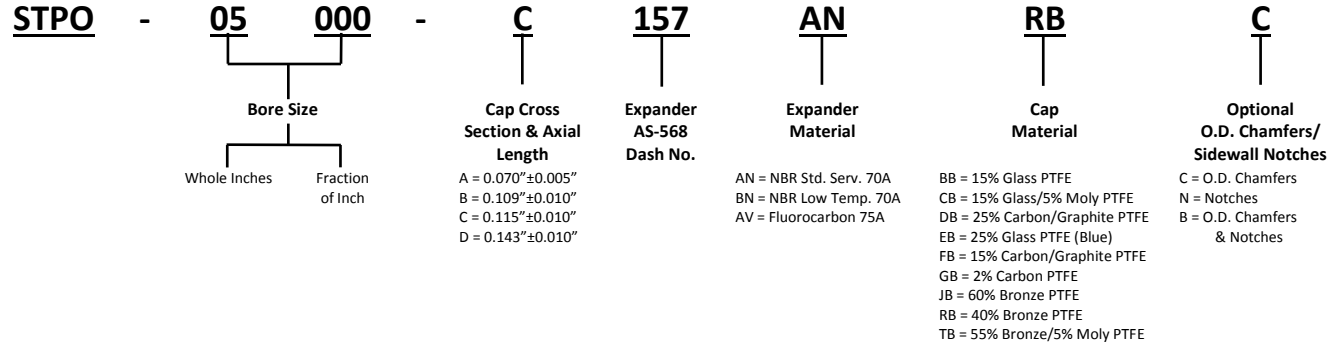 STPO - 05 000 - C 157 AN RB C
Bore Size
Whole Inches
Fraction
of Inch
Cap Cross
Section & Axial
Length
A = 0.070"±0.005"
B = 0.109"±0.010"
C = 0.115"±0.010"
D = 0.143"±0.010"
Expander
AS-568
Dash No.
Expander
Material
AN = NBR Std. Serv. 70A
BN = NBR Low Temp. 70A
AV = Fluorocarbon 75A
Cap
Material
BB = 15% Glass PTFE
CB = 15% Glass/5% Moly PTFE
DB = 25% Carbon/Graphite PTFE
EB = 25% Glass PTFE (Blue)
FB = 15% Carbon/Graphite PTFE
GB = 2% Carbon PTFE
JB = 60% Bronze PTFE
RB = 40% Bronze PTFE
TB = 55% Bronze/5% Moly PTFE
Optional
O.D. Chamfers/
Sidewall Notches
C = O.D. Chamfers
N = Notches
B = O.D. Chamfers
& Notches